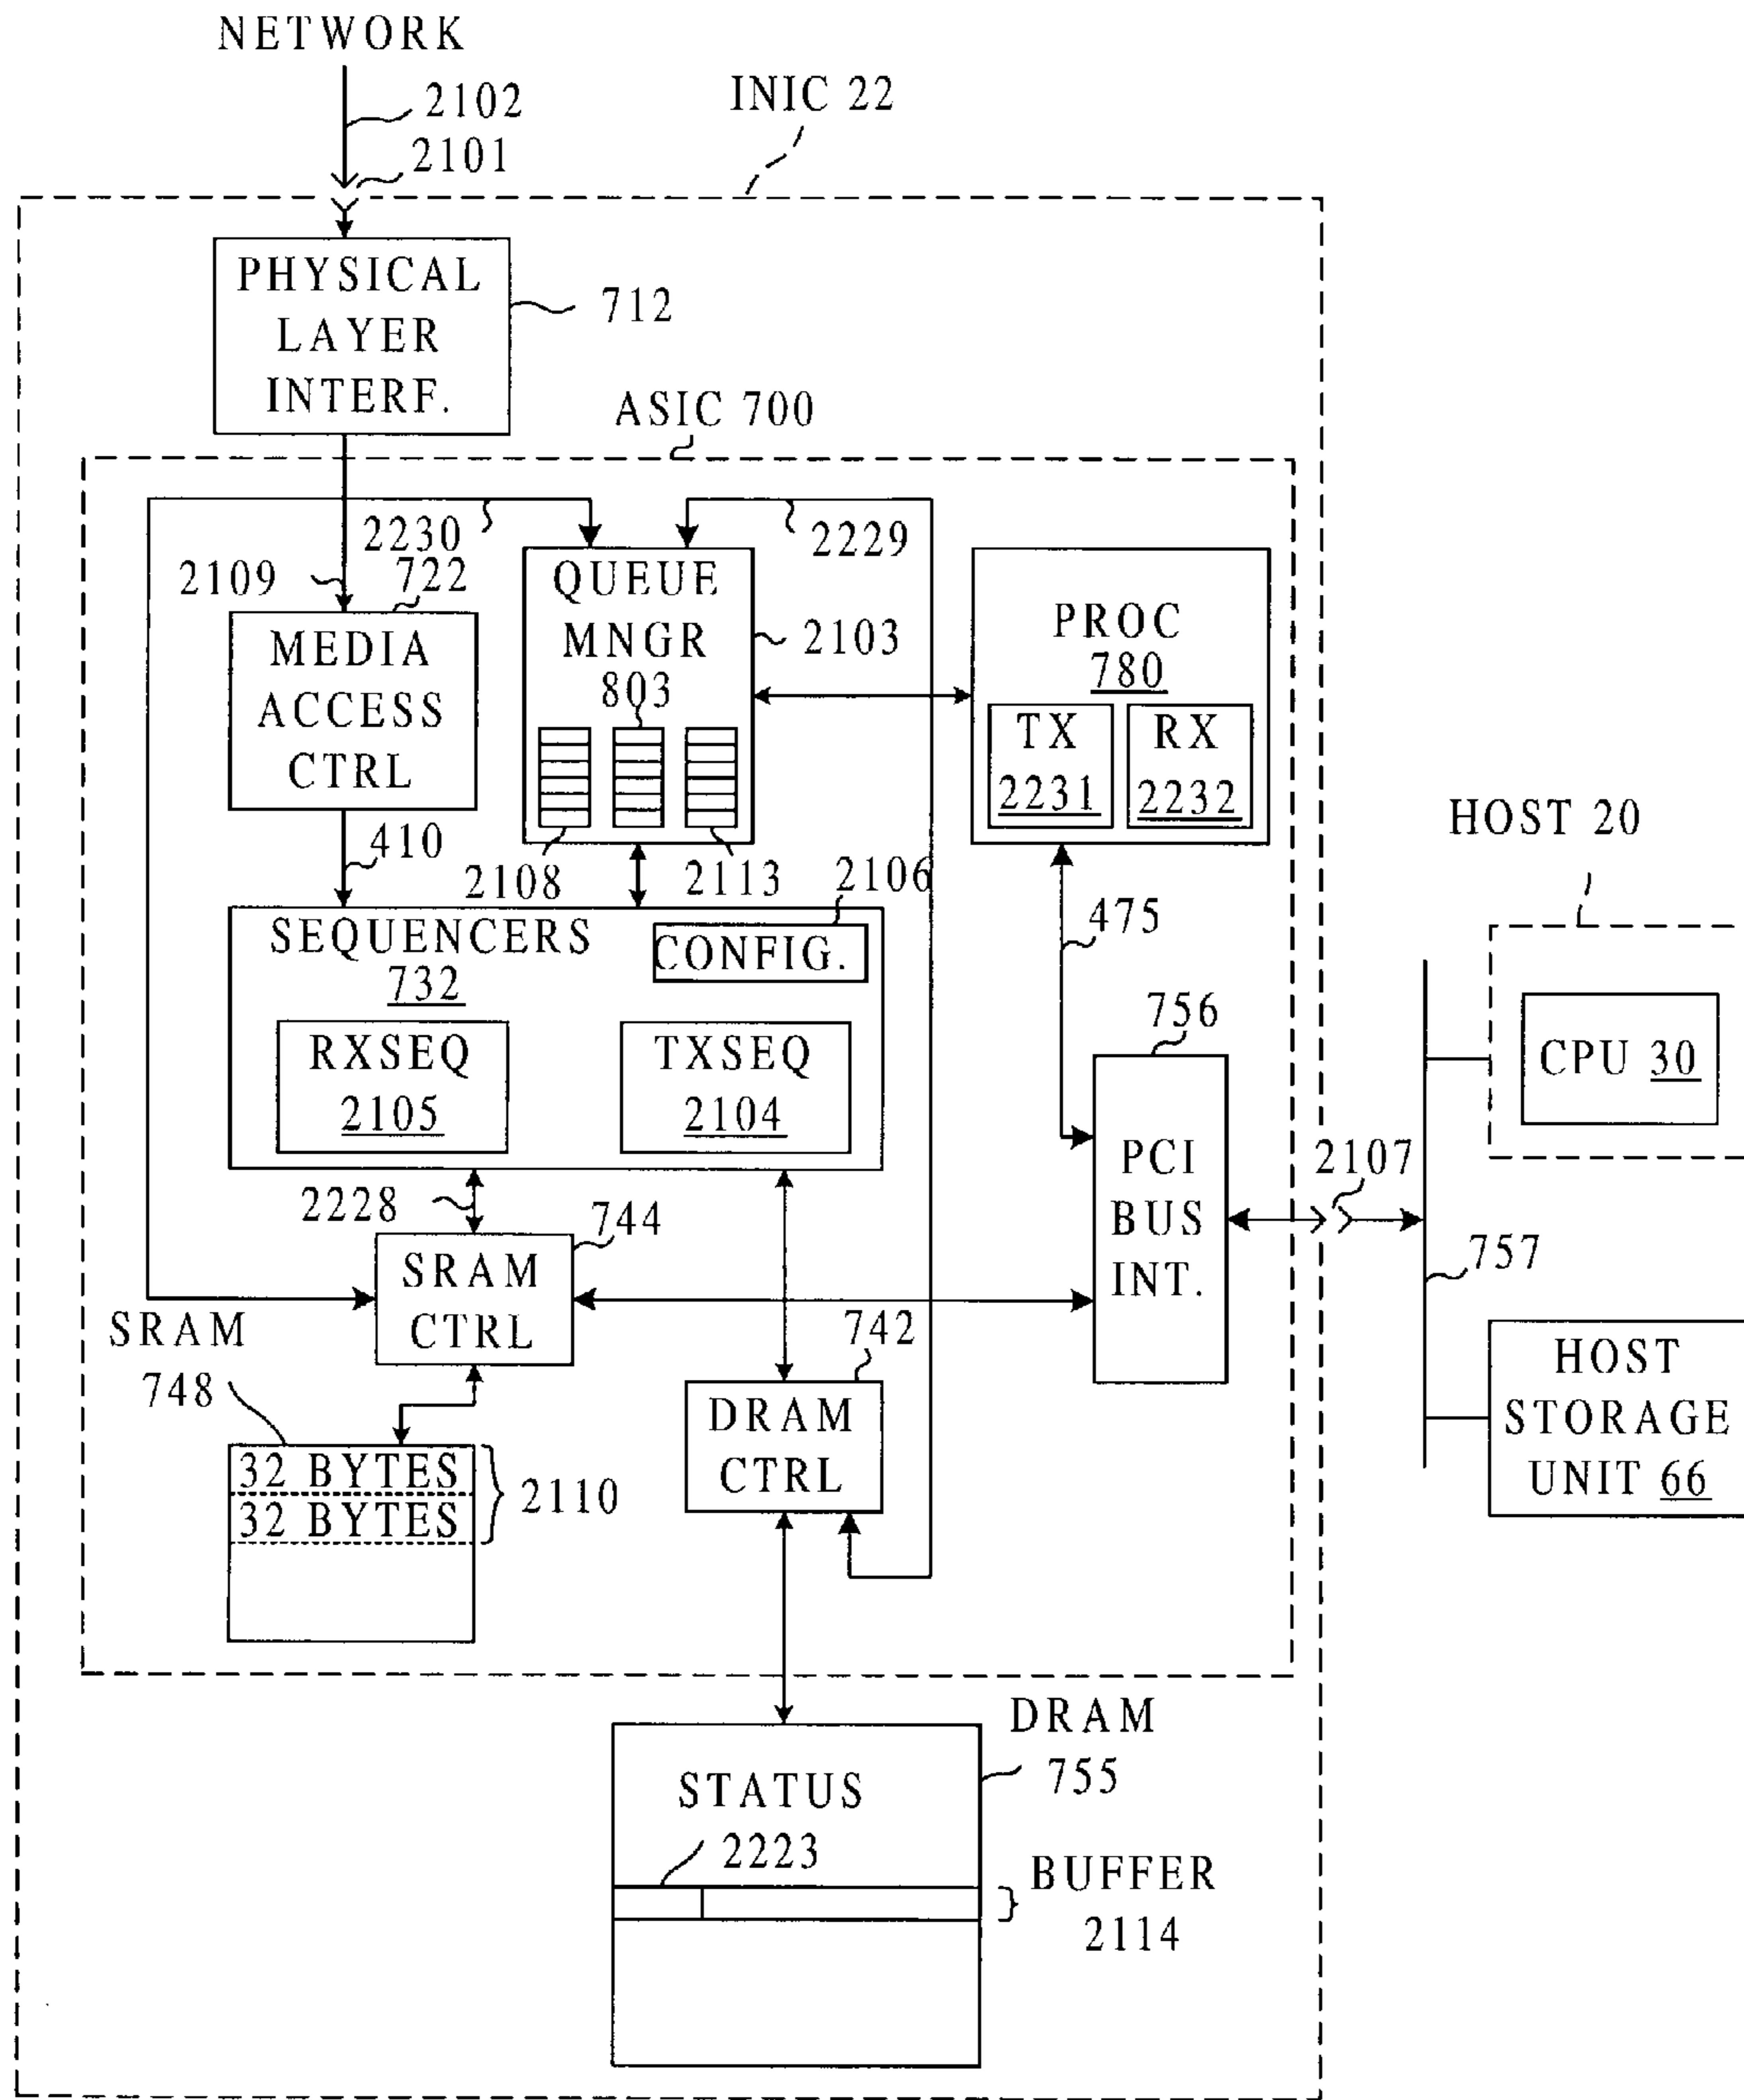 NETWORK
2102
2101
INIC 22
PHYSICAL
LAYER
INTERF.
712
ASIC 700
2230
2229
2109
722
MEDIA
ACCESS
CTRL
QUEUE
MNGR
803
2103
PROC
780
TX
2231
RX
2232
410
2108
2113
2106
475
HOST 20
SEQUENCERS
732
CONFIG.
RXSEQ
2105
TXSEQ
2104
756
CPU 30
2228
744
PCI
BUS
INT.
2107
757
SRAM
CTRL
SRAM
748
742
HOST
STORAGE
UNIT 66
DRAM
CTRL
32 BYTES
32 BYTES
2110
DRAM
755
STATUS
2223
BUFFER
2114